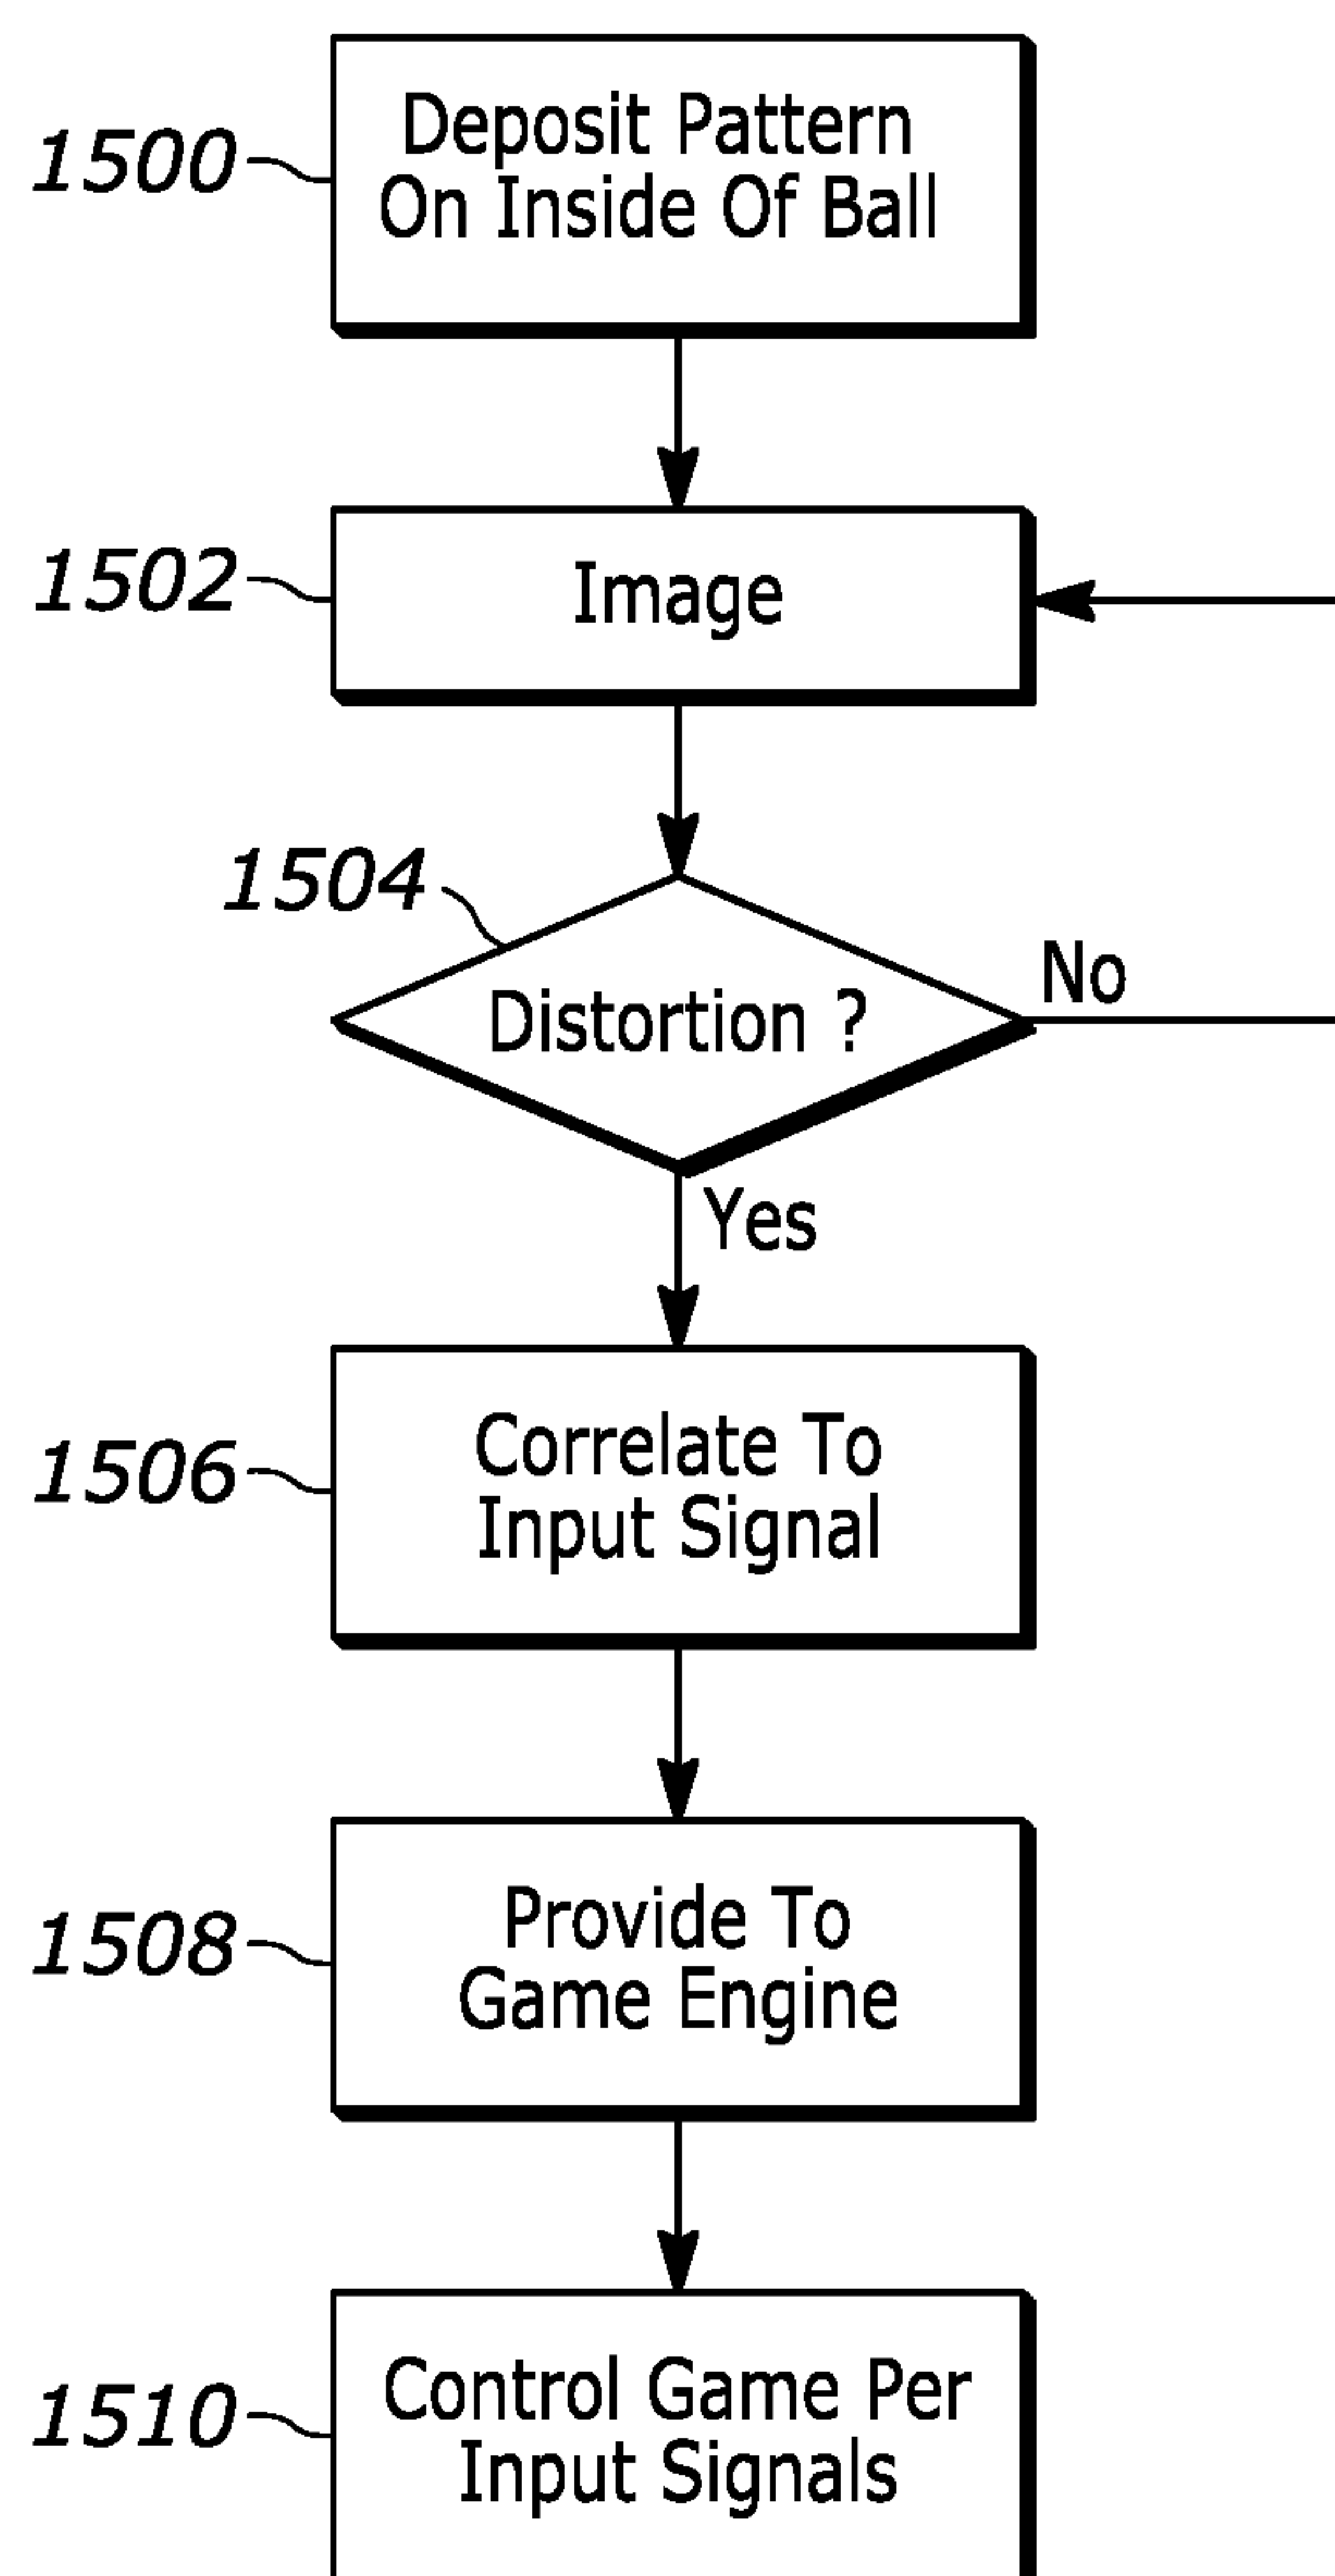 1500
Deposit Pattern
On Inside Of Ball
1502
Image
1504
Distortion ?
No
Yes
1506
Correlate To
Input Signal
1508
Provide To
Game Engine
1510
Control Game Per
Input Signals